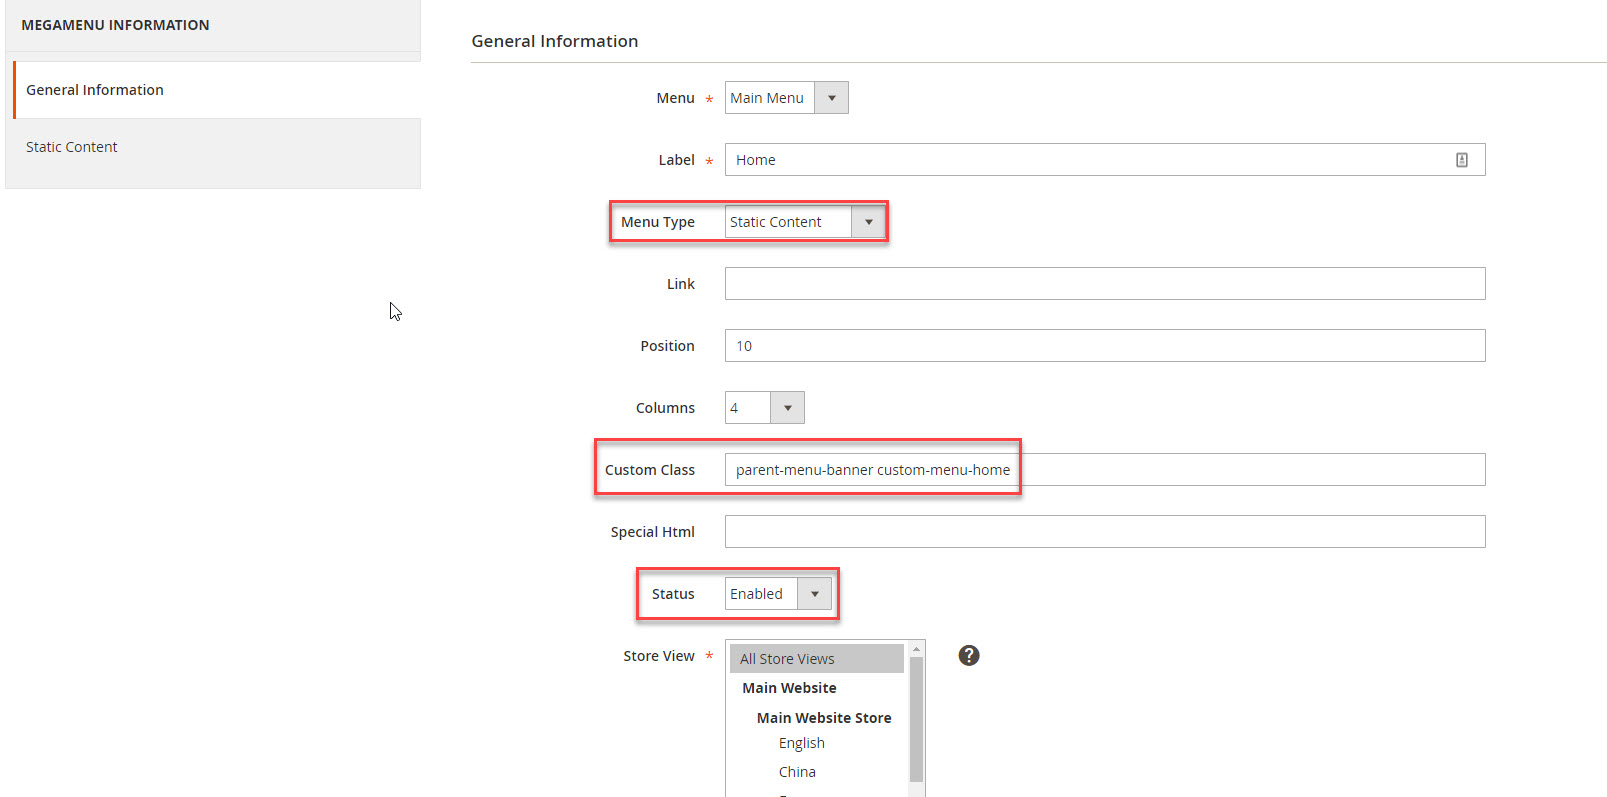 MEGAMENU INFORMATION
General Information
Static Content
General Information
Menu * Main Menu
Label * Home
Menu Type Static Content
Link
Position 10
Columns 4
Custom Class parent-menu-banner custom-menu-home
Special Html
Status Enabled
Store View * All Store Views ?
Main Website
Main Website Store
English
China